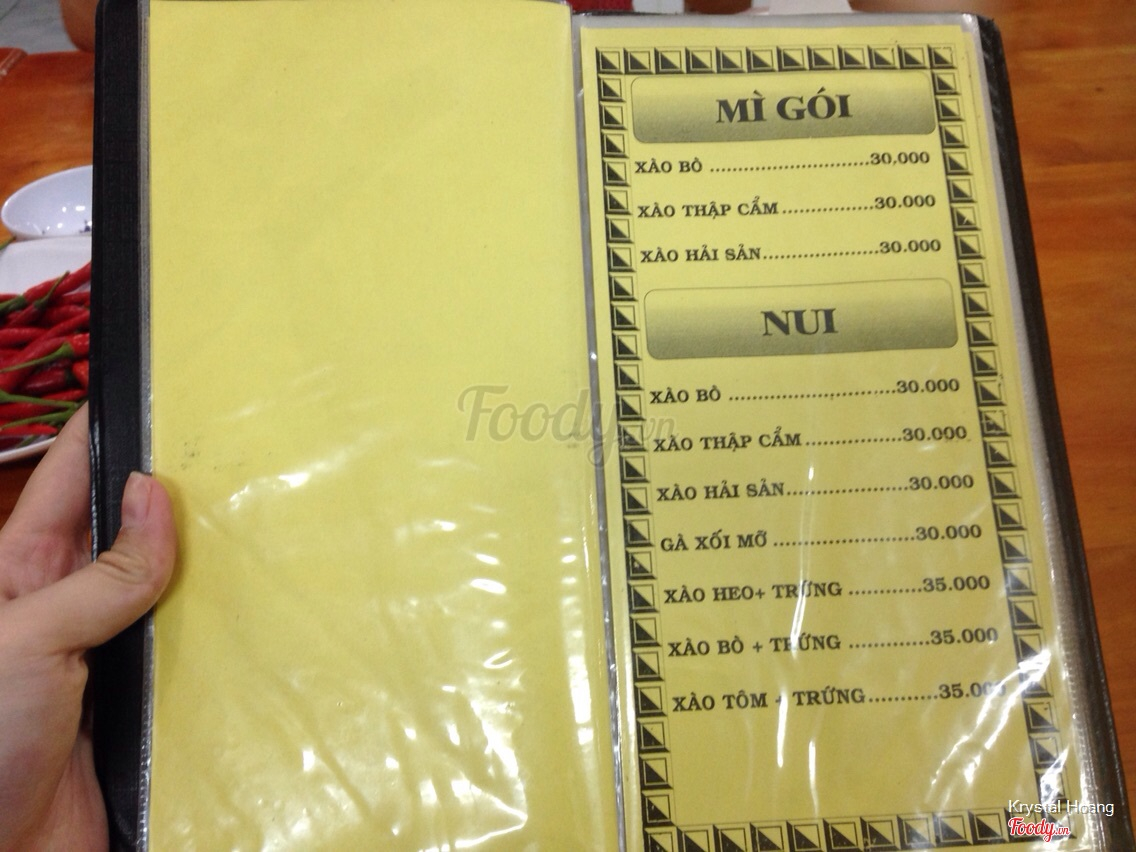 MÌ GÓI
XÀO BÒ ............................30,000
XÀO THẬP CẨM................30.000
XÀO HẢI SẢN.....................30.000
NUI
XÀO BÒ ..............................30.000
XÀO THẬP CẨM.................30.000
XÀO HẢI SẢN......................30.000
GÀ XỐI MỠ .........................30.000
XÀO HEO+ TRỨNG .............35.000
XÀO BÒ + TRỨNG ..............35.000
XÀO TÔM + TRỨNG...........35.000
Foody.vn
Krystal Hoang
Foody.vn